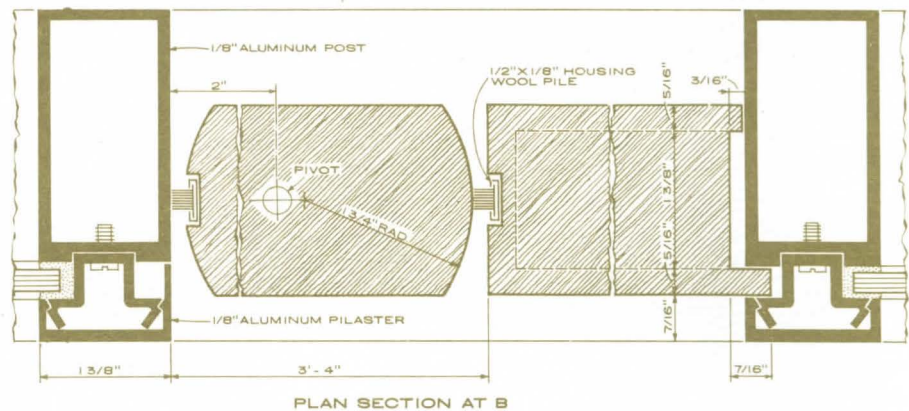 1/8" ALUMINUM POST
2"
1/2" X 1/8" HOUSING
WOOL PILE
3/16"
5/16"
PIVOT
1 3/8"
1 3/4" RAD
5/16"
1/8" ALUMINUM PILASTER
7/16"
1 3/8"
3'-4"
7/16"
PLAN SECTION AT B